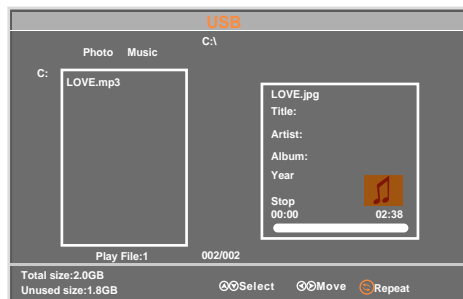 USB
C:\
Photo Music
C:
LOVE.mp3
LOVE.jpg
Title:
Artist:
Album:
Year
Stop
00:00 02:38
Play File:1 002/002
Total size:2.0GB
Unused size:1.8GB
Select Move Repeat